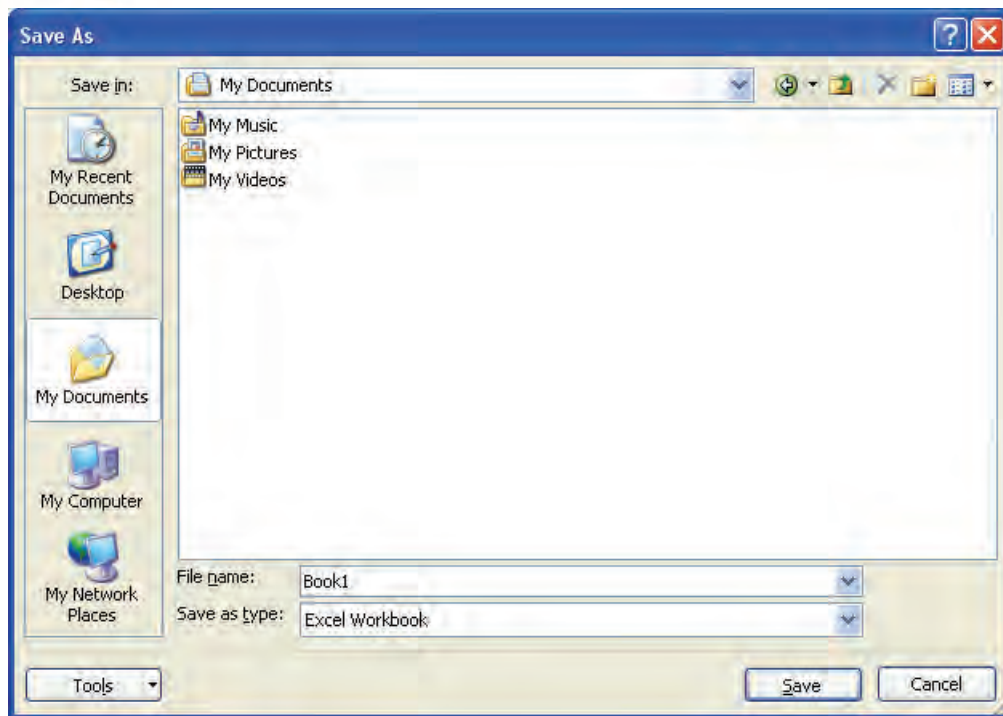 Save As
Save in:
My Documents
My Recent
Documents
Desktop
My Documents
My Computer
My Network
Places
My Music
My Pictures
My Videos
File name:
Book1
Save as type:
Excel Workbook
Tools
Save
Cancel